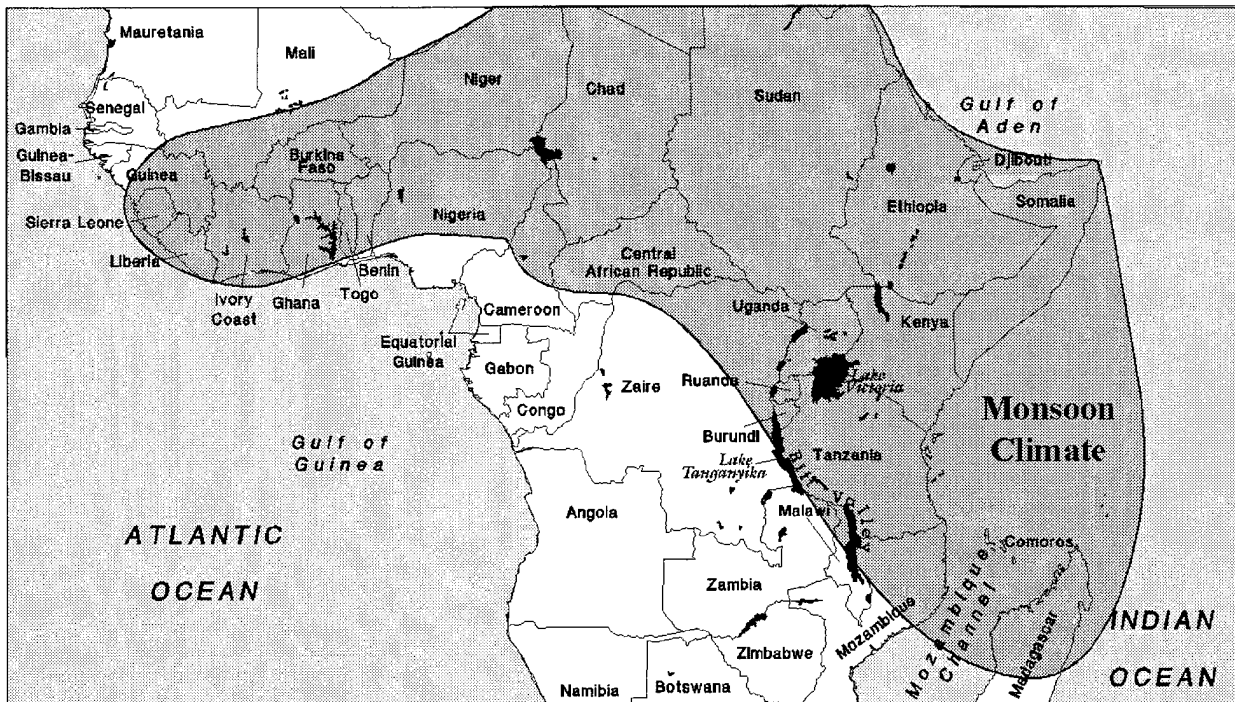 Mauretania
Mali
Niger
Chad
Sudan
Gulf of
Aden
Senegal
Gambia
Guinea-
Bissau
Guinea
Burkina
Faso
Djibouti
Ethiopia
Somalia
Sierra Leone
Nigeria
Liberia
Central
African Republic
Benin
Togo
Ivory
Coast
Ghana
Cameroon
Uganda
Kenya
Equatorial
Guinea
Gabon
Zaire
Ruanda
Lake
Victoria
Congo
Monsoon
Climate
Gulf of
Guinea
Burundi
Tanzania
Lake
Tanganyika
Valley
Angola
Malawi
ATLANTIC
OCEAN
Comoros
Zambia
Mozambique
Channel
Mozambique
Madagascar
INDIAN
OCEAN
Zimbabwe
Namibia
Botswana